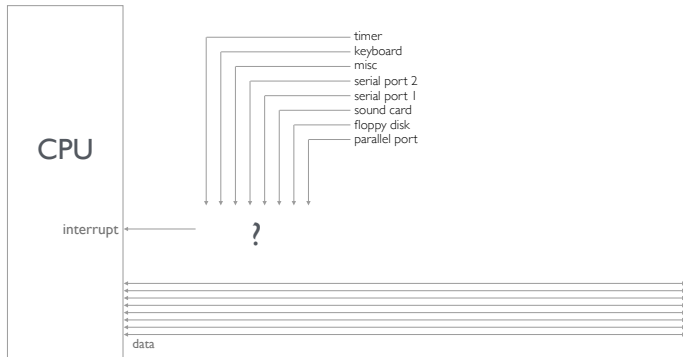 timer
keyboard
misc
serial port 2
serial port 1
sound card
floppy disk
parallel port
CPU
interrupt
?
data